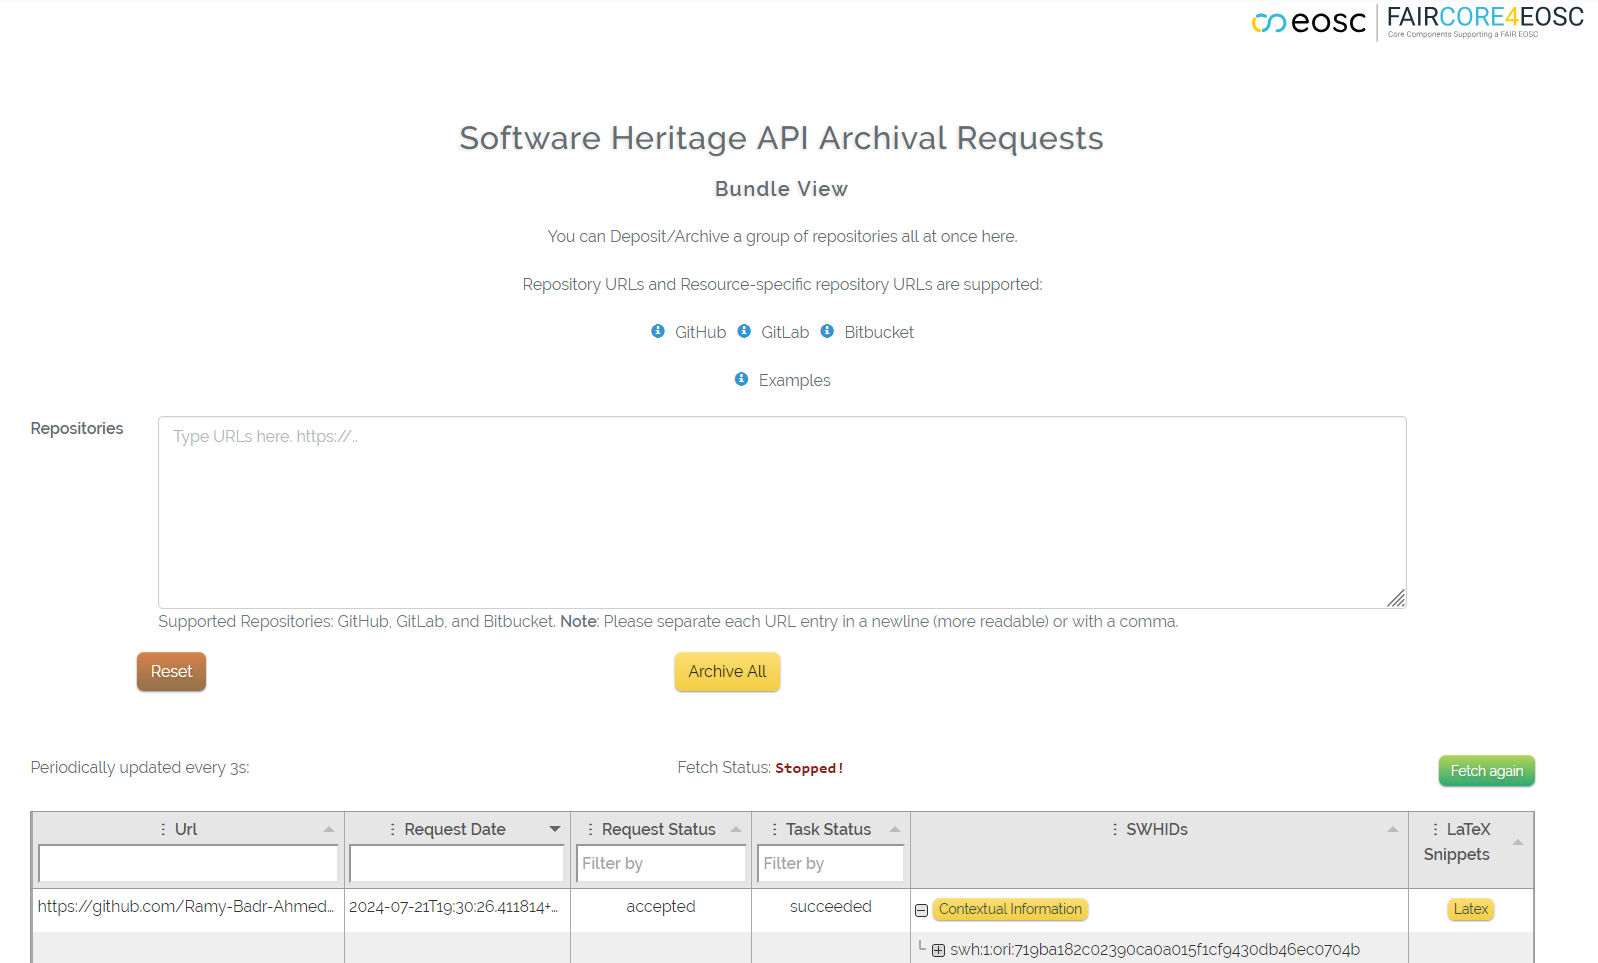 eosc
FAIRCORE4EOSC
Core Components Supporting a FAIR EOSC
Software Heritage API Archival Requests
Bundle View
You can Deposit/Archive a group of repositories all at once here.
Repository URLs and Resource-specific repository URLs are supported:
GitHub GitLab Bitbucket
Examples
Repositories
Type URLs here. https://..
Supported Repositories: GitHub, GitLab, and Bitbucket. Note: Please separate each URL entry in a newline (more readable) or with a comma.
Reset Archive All
Periodically updated every 3s: Fetch Status: Stopped! Fetch again
Url Request Date Request Status Task Status SWHIDs LaTeX Snippets
Filter by Filter by
https://github.com/Ramy-Badr-Ahmed... 2024-07-21T19:30:26.411814+... accepted succeeded Contextual Information Latex
swh:1:ori:719ba182c02390ca0a015f1cf9430db46ec0704b